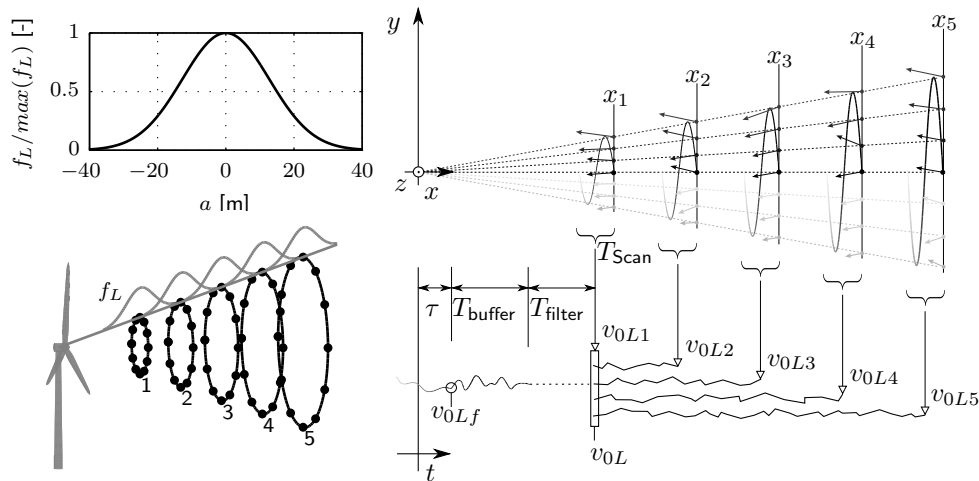 f_L/max(f_L) [-]
1
0.5
0
−40 −20 0 20 40
a [m]
f_L
1
2
3
4
5
y
z
x
x_1
x_2
x_3
x_4
x_5
T_Scan
τ
T_buffer
T_filter
v_0L1
v_0L2
v_0L3
v_0L4
v_0L5
v_0Lf
v_0L
t